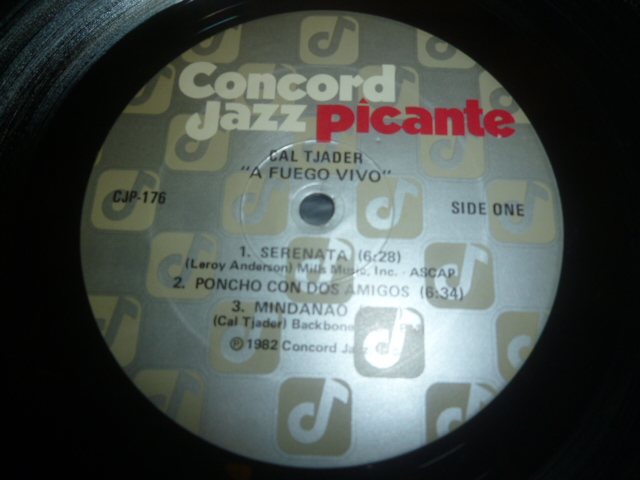 Concord
Jazz picante
CAL TJADER
"A FUEGO VIVO"
CJP-176
SIDE ONE
1. SERENATA (6:28)
(Leroy Anderson) Mills Music, Inc. - ASCAP
2. PONCHO CON DOS AMIGOS (6:34)
3. MINDANAO
(Cal Tjader) Backbone
℗ 1982 Concord Jazz